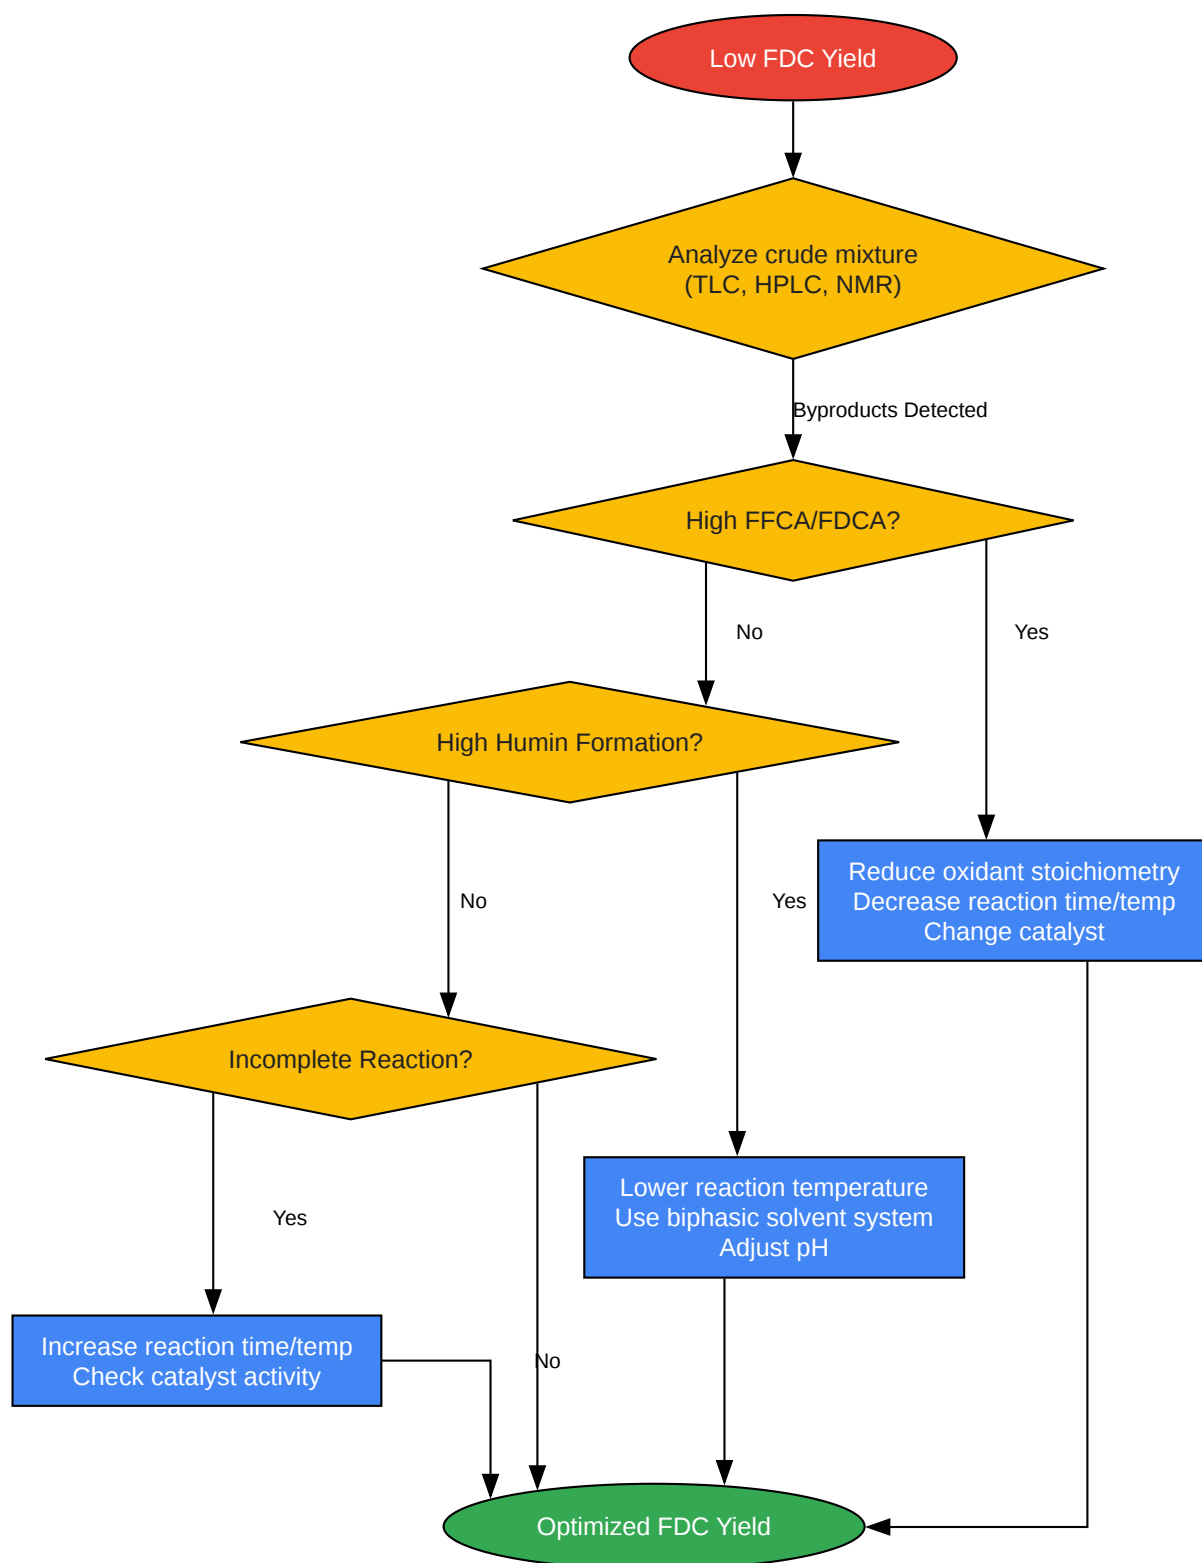 Low FDC Yield
Analyze crude mixture
(TLC, HPLC, NMR)
Byproducts Detected
High FFCA/FDCA?
No
Yes
High Humin Formation?
Reduce oxidant stoichiometry
Decrease reaction time/temp
Change catalyst
No
Yes
Incomplete Reaction?
Lower reaction temperature
Use biphasic solvent system
Adjust pH
Yes
Increase reaction time/temp
Check catalyst activity
No
Optimized FDC Yield